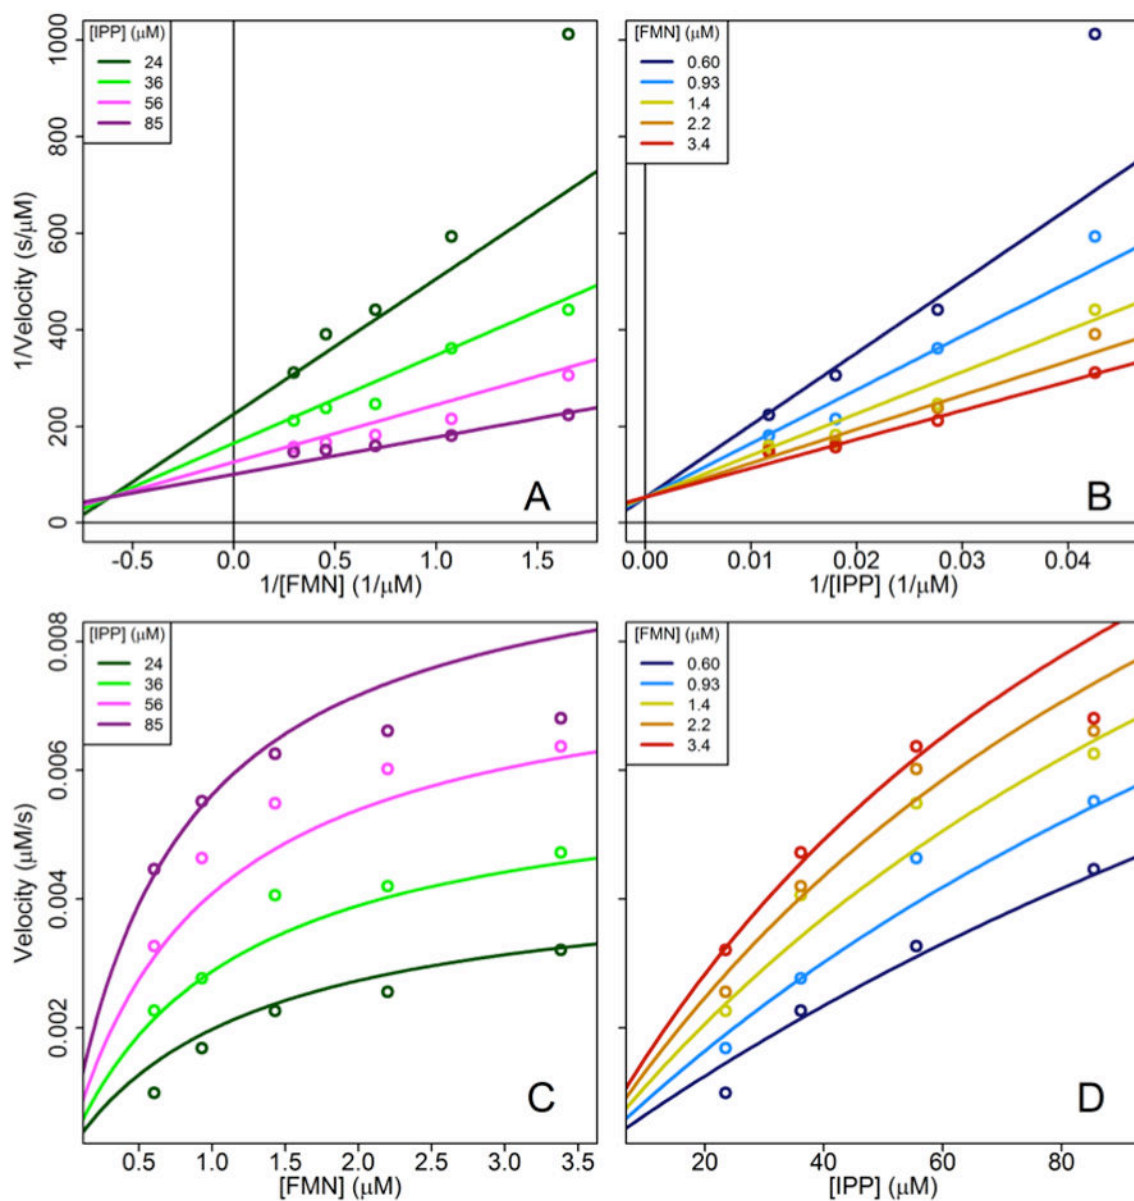 [IPP] (μM)
24
36
56
85
1000
800
600
400
200
0
1/Velocity (s/μM)
-0.5 0.0 0.5 1.0 1.5
1/[FMN] (1/μM)
A
[FMN] (μM)
0.60
0.93
1.4
2.2
3.4
0.00 0.01 0.02 0.03 0.04
1/[IPP] (1/μM)
B
[IPP] (μM)
24
36
56
85
0.008
0.006
0.004
0.002
Velocity (μM/s)
0.5 1.0 1.5 2.0 2.5 3.0 3.5
[FMN] (μM)
C
[FMN] (μM)
0.60
0.93
1.4
2.2
3.4
20 40 60 80
[IPP] (μM)
D